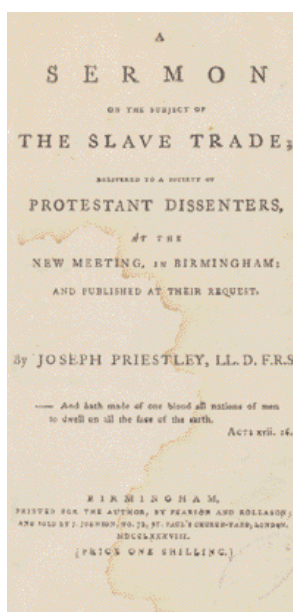 A
SERMON
ON THE SUBJECT OF
THE SLAVE TRADE;
DELIVERED TO A SOCIETY OF
PROTESTANT DISSENTERS,
AT THE
NEW MEETING, IN BIRMINGHAM;
AND PUBLISHED AT THEIR REQUEST.
By JOSEPH PRIESTLEY, LL.D. F.R.S
—— And hath made of one blood all nations of men
to dwell on all the face of the earth.
ACTS xvii. 26.
BIRMINGHAM,
PRINTED FOR THE AUTHOR, BY PEARSON AND ROLLASON;
AND SOLD BY J. JOHNSON, NO. 72, ST. PAUL'S CHURCH-YARD, LONDON.
MDCCLXXXVIII.
[PRICE ONE SHILLING.]